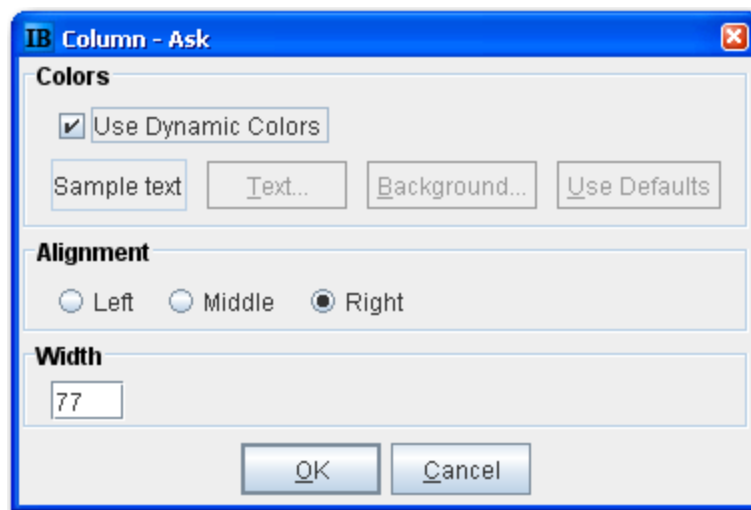 IB Column - Ask
Colors
Use Dynamic Colors
Sample text Text... Background... Use Defaults
Alignment
Left Middle Right
Width
77
OK Cancel